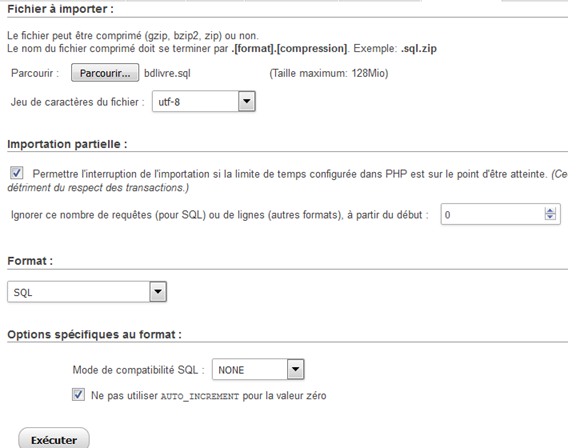 Fichier à importer :
Le fichier peut être comprimé (gzip, bzip2, zip) ou non.
Le nom du fichier comprimé doit se terminer par .[format].[compression]. Exemple: .sql.zip
Parcourir : Parcourir... bdlivre.sql (Taille maximum: 128Mio)
Jeu de caractères du fichier : utf-8
Importation partielle :
Permettre l'interruption de l'importation si la limite de temps configurée dans PHP est sur le point d'être atteinte. (Ce
détriment du respect des transactions.)
Ignorer ce nombre de requêtes (pour SQL) ou de lignes (autres formats), à partir du début : 0
Format :
SQL
Options spécifiques au format :
Mode de compatibilité SQL : NONE
Ne pas utiliser AUTO_INCREMENT pour la valeur zéro
Exécuter